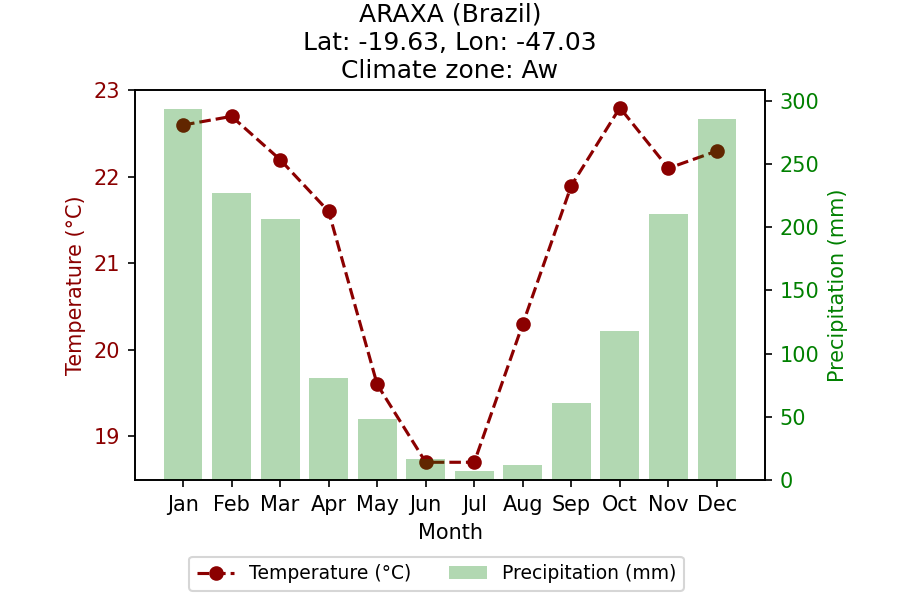 ARAXA (Brazil)
Lat: -19.63, Lon: -47.03
Climate zone: Aw
23
22
21
20
19
Temperature (°C)
300
250
200
150
100
50
0
Precipitation (mm)
Jan Feb Mar Apr May Jun Jul Aug Sep Oct Nov Dec
Month
Temperature (°C) Precipitation (mm)